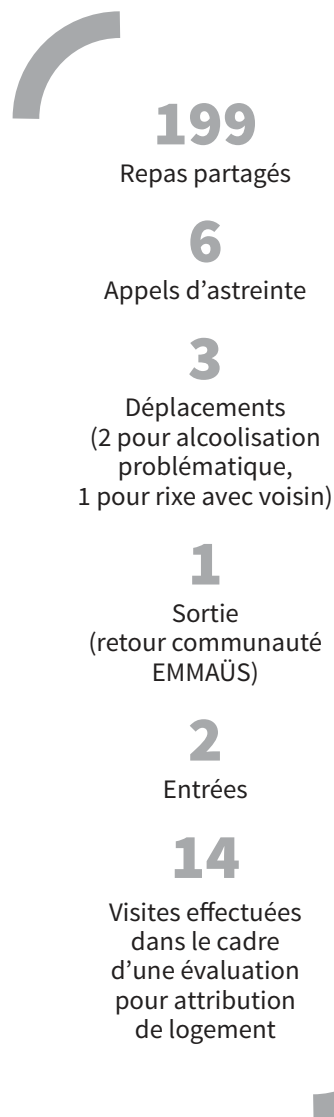 199
Repas partagés
6
Appels d’astreinte
3
Déplacements
(2 pour alcoolisation
problématique,
1 pour rixe avec voisin)
1
Sortie
(retour communauté
EMMAÜS)
2
Entrées
14
Visites effectuées
dans le cadre
d’une évaluation
pour attribution
de logement